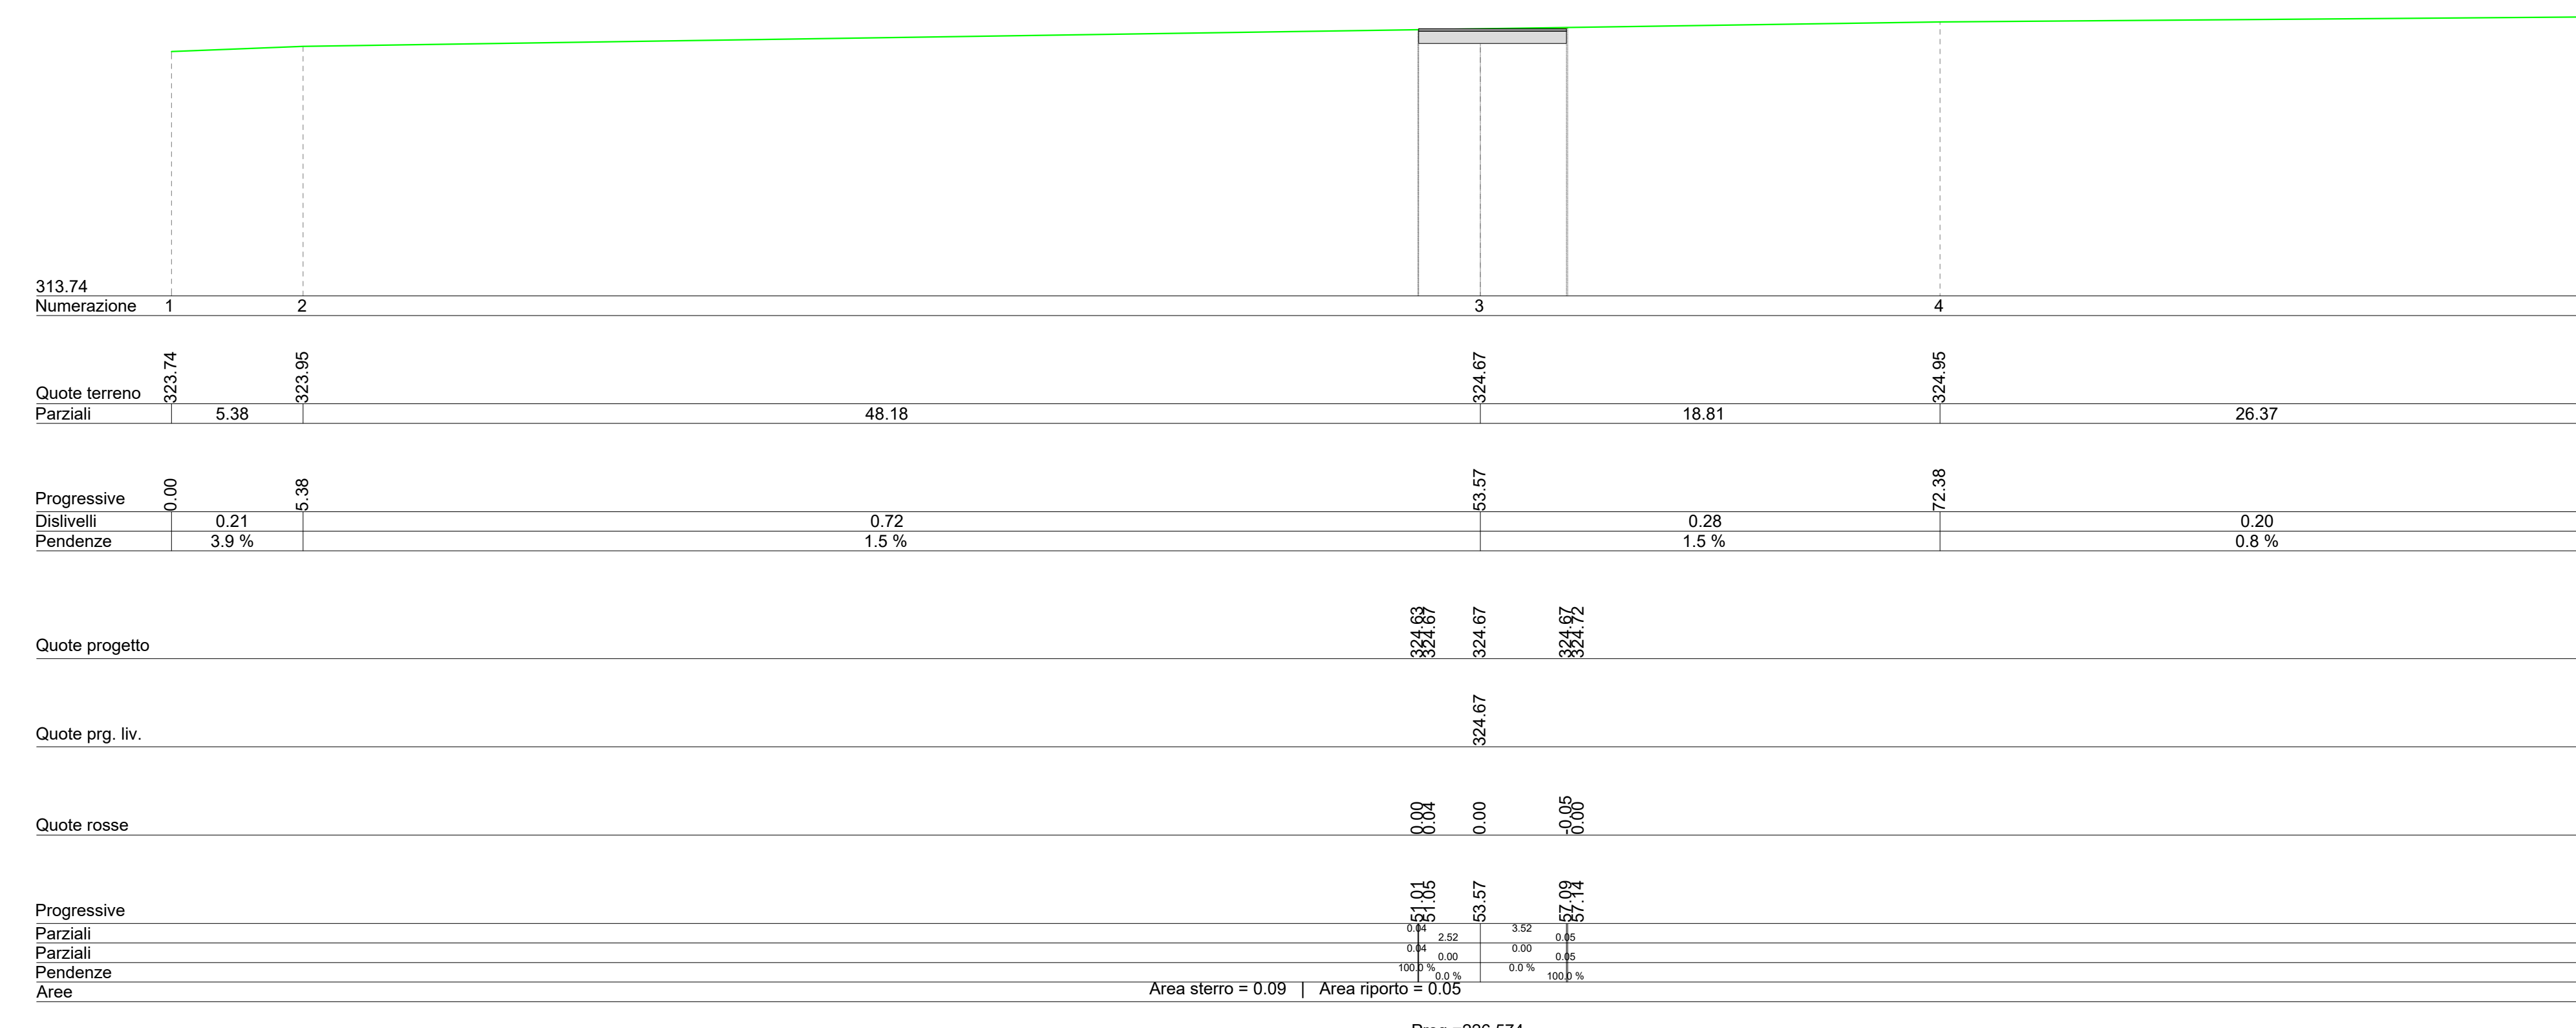 313.74
Numerazione 1 2 3 4
Quote terreno 323.74 323.95 324.67 324.95
Parziali 5.38 48.18 18.81 26.37
Progressive 0.00 5.38 53.57 72.38
Dislivelli 0.21 0.72 0.28 0.20
Pendenze 3.9 % 1.5 % 1.5 % 0.8 %
Quote progetto 324.63 324.67 324.67 324.67 324.72
Quote prg. liv. 324.67
Quote rosse 0.00 0.04 0.00 -0.05 0.00
Progressive 51.01 51.05 53.57 57.09 57.14
Parziali 0.04 2.52 3.52 0.05
Parziali 0.04 0.00 0.00 0.05
Pendenze 100.0 % 0.0 % 0.0 % 100.0 %
Aree Area sterro = 0.09 | Area riporto = 0.05